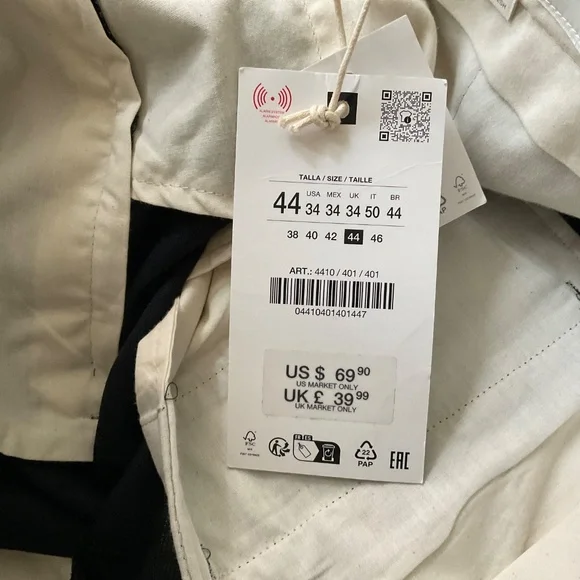 TALLA / SIZE / TAILLE
44 USA 34 MEX 34 UK 34 IT 50 BR 44
38 40 42 44 46
ART.: 4410 / 401 / 401
04410401401447
US $ 69 90
US MARKET ONLY
UK £ 39 99
UK MARKET ONLY
FSC
22
PAP
EAC
PAP